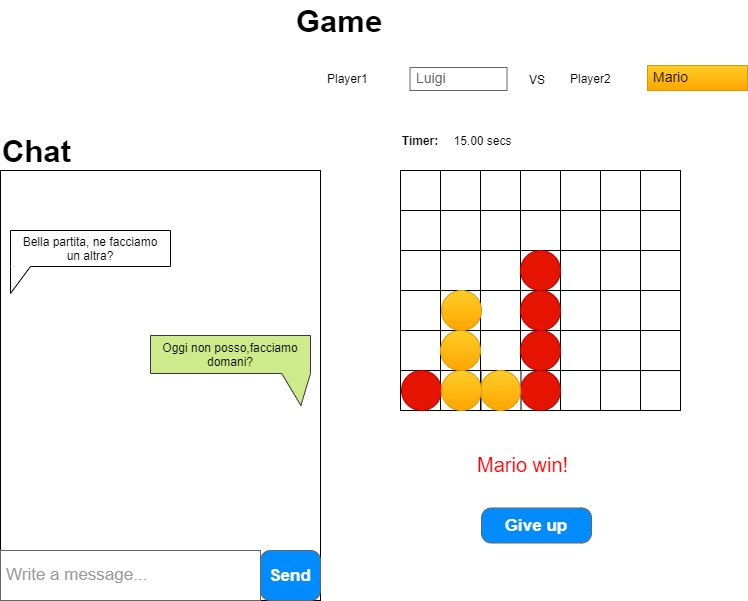 Game
Player1
Luigi
VS
Player2
Mario
Chat
Timer:
15.00 secs
Bella partita, ne facciamo
un altra?
Oggi non posso,facciamo
domani?
Mario win!
Give up
Write a message...
Send